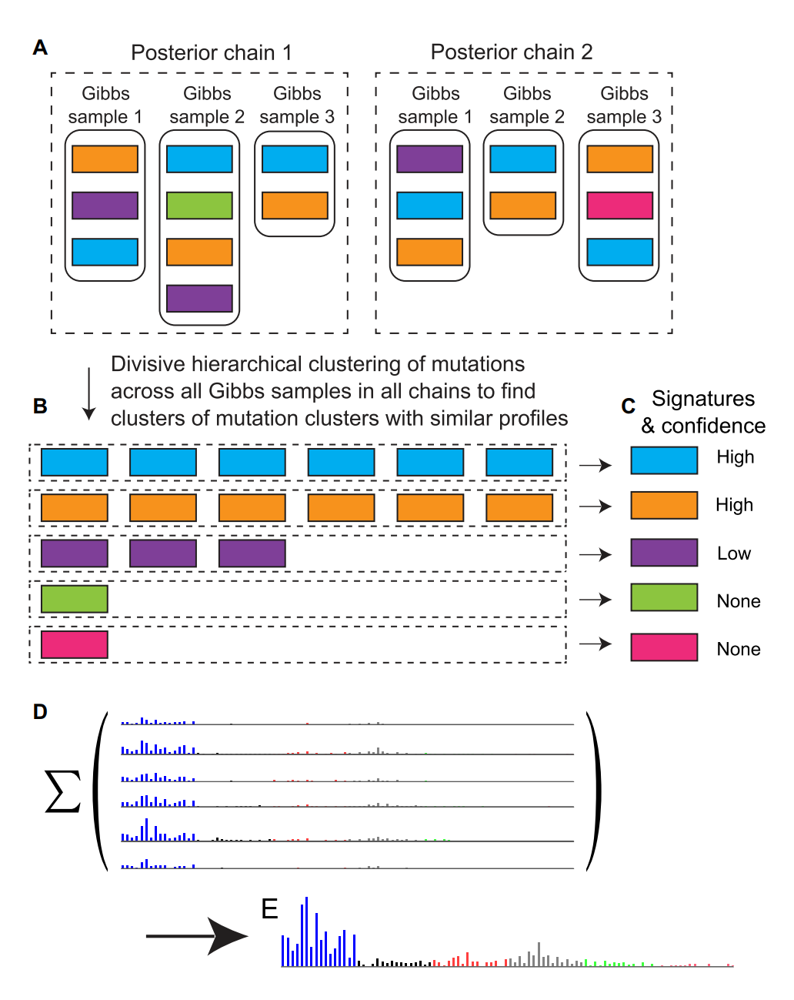 A
Posterior chain 1
Posterior chain 2
Gibbs
sample 1
Gibbs
sample 2
Gibbs
sample 3
Gibbs
sample 1
Gibbs
sample 2
Gibbs
sample 3
Divisive hierarchical clustering of mutations
across all Gibbs samples in all chains to find
clusters of mutation clusters with similar profiles
B
C
Signatures
& confidence
High
High
Low
None
None
D
∑
E